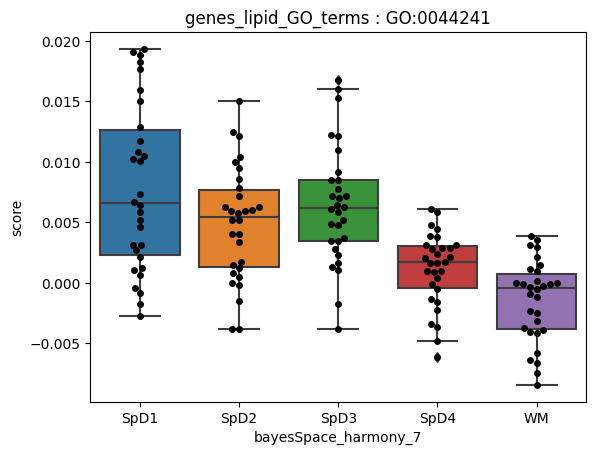 genes_lipid_GO_terms : GO:0044241
0.020
0.015
0.010
0.005
0.000
−0.005
score
SpD1 SpD2 SpD3 SpD4 WM
bayesSpace_harmony_7